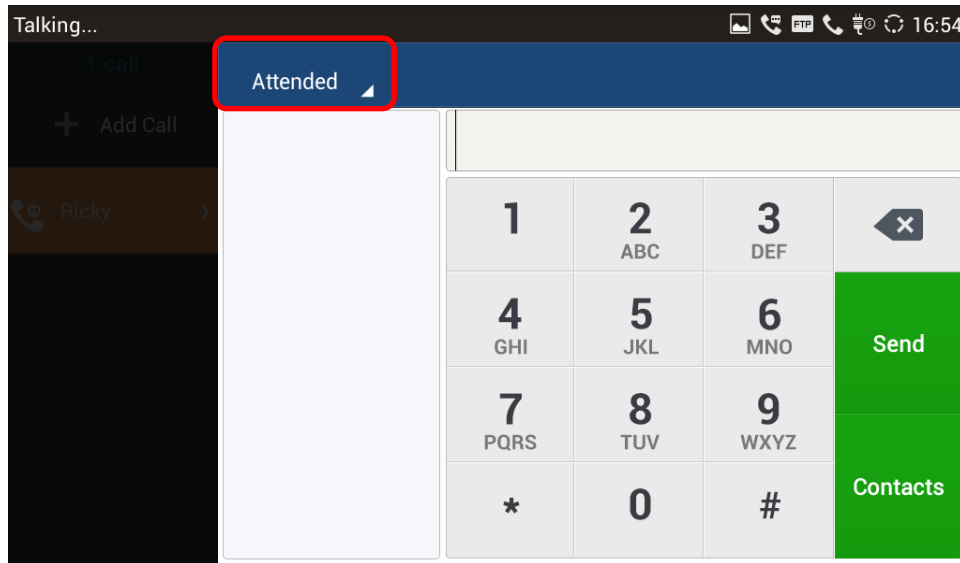 Talking...
FTP
16:54
1 call
Attended
Add Call
Ricky
1
2
ABC
3
DEF
4
GHI
5
JKL
6
MNO
Send
7
PQRS
8
TUV
9
WXYZ
Contacts
*
0
#